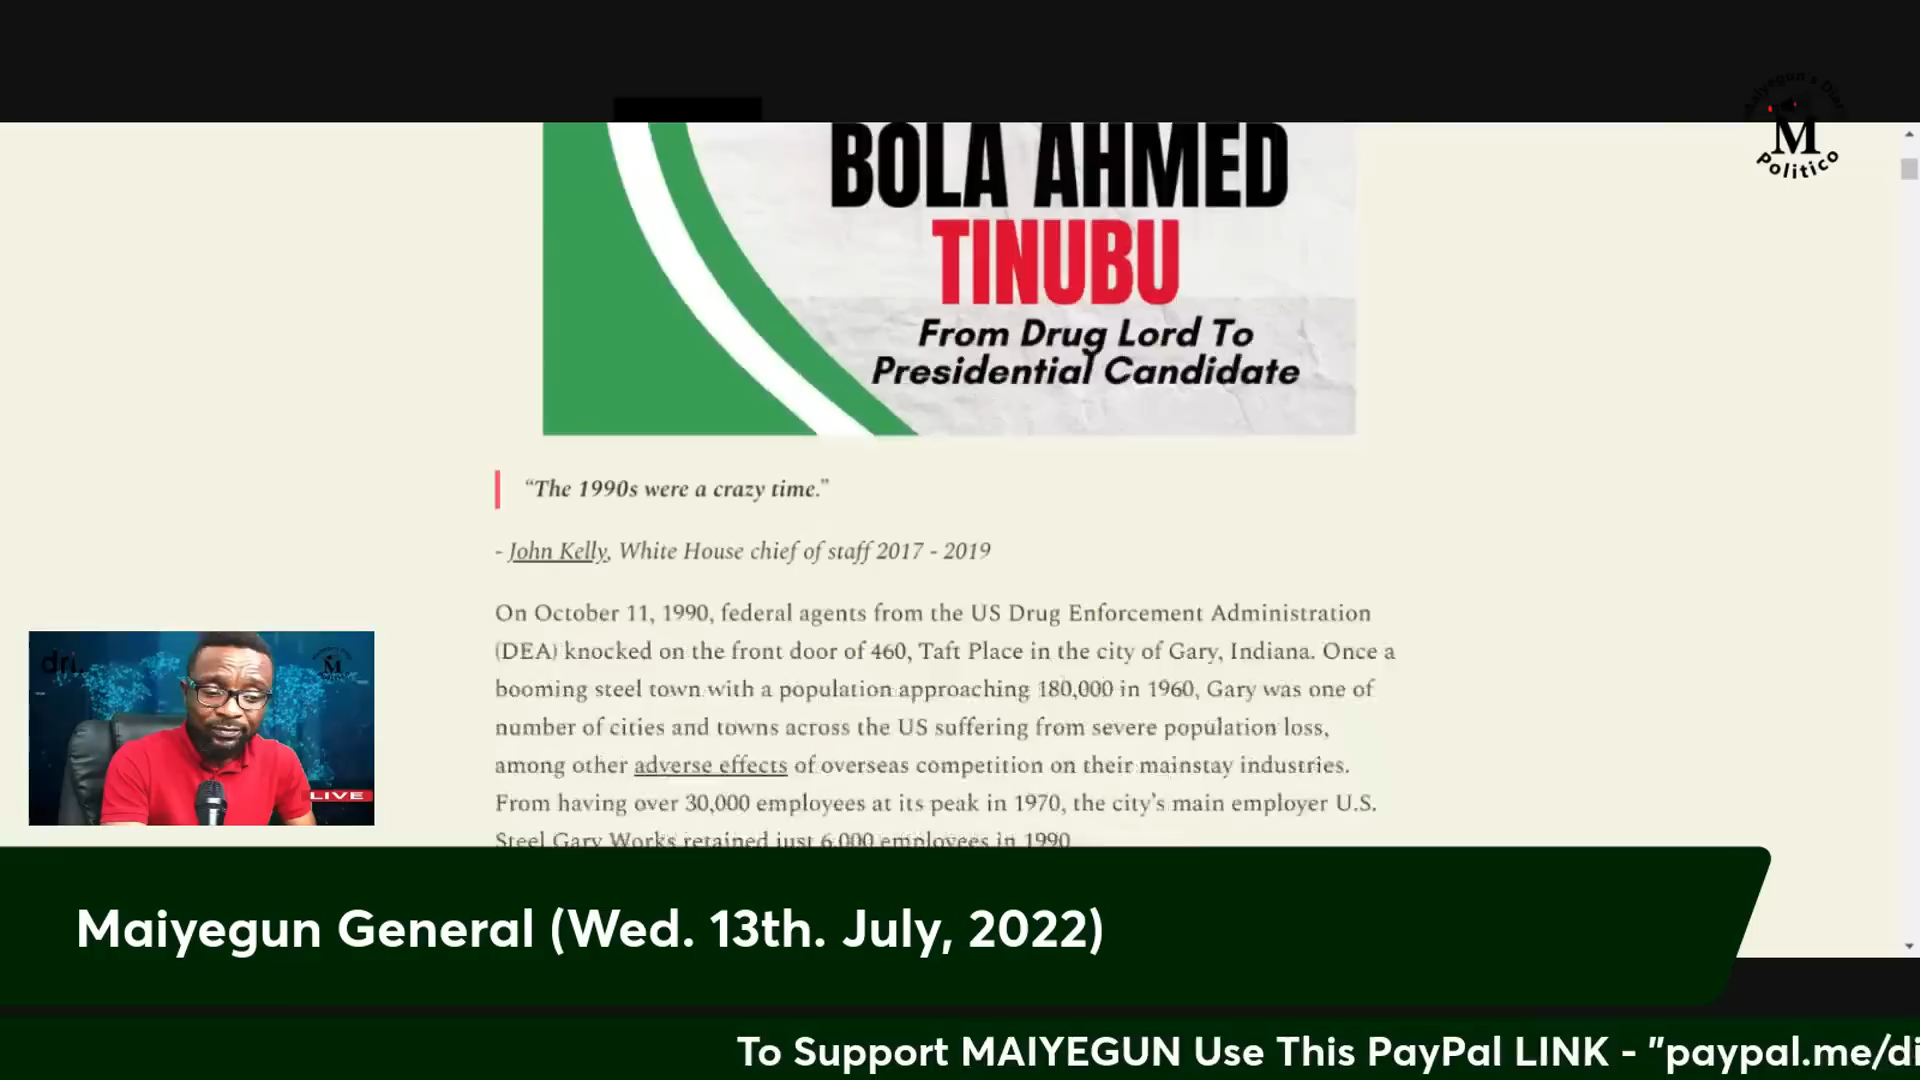 BOLA AHMED
TINUBU
From Drug Lord To
Presidential Candidate
M
Politico
“The 1990s were a crazy time.”
- John Kelly, White House chief of staff 2017 - 2019
On October 11, 1990, federal agents from the US Drug Enforcement Administration
(DEA) knocked on the front door of 460, Taft Place in the city of Gary, Indiana. Once a
booming steel town with a population approaching 180,000 in 1960, Gary was one of
number of cities and towns across the US suffering from severe population loss,
among other adverse effects of overseas competition on their mainstay industries.
From having over 30,000 employees at its peak in 1970, the city’s main employer U.S.
Steel Gary Works retained just 6,000 employees in 1990
dri.
M
LIVE
Maiyegun General (Wed. 13th. July, 2022)
To Support MAIYEGUN Use This PayPal LINK - "paypal.me/di